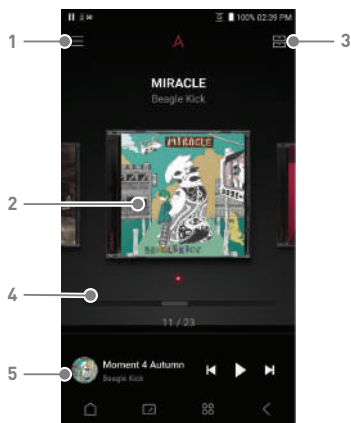 100% 02:39 PM
1
3
MIRACLE
Beagle Kick
MIRACLE
2
BEAGLEKICK
4
11 / 23
5
Moment 4 Autumn
Beagle Kick